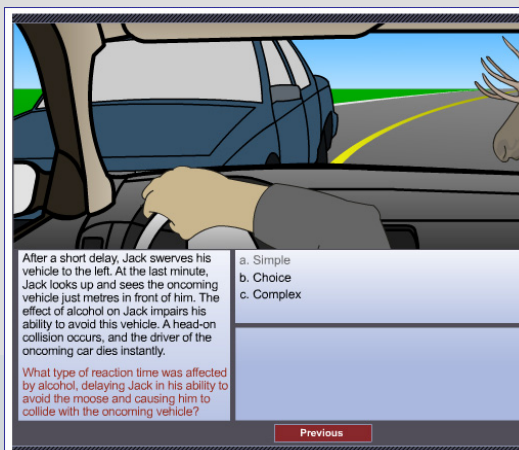 After a short delay, Jack swerves his
vehicle to the left. At the last minute,
Jack looks up and sees the oncoming
vehicle just metres in front of him. The
effect of alcohol on Jack impairs his
ability to avoid this vehicle. A head-on
collision occurs, and the driver of the
oncoming car dies instantly.
What type of reaction time was affected
by alcohol, delaying Jack in his ability to
avoid the moose and causing him to
collide with the oncoming vehicle?
a. Simple
b. Choice
c. Complex
Previous